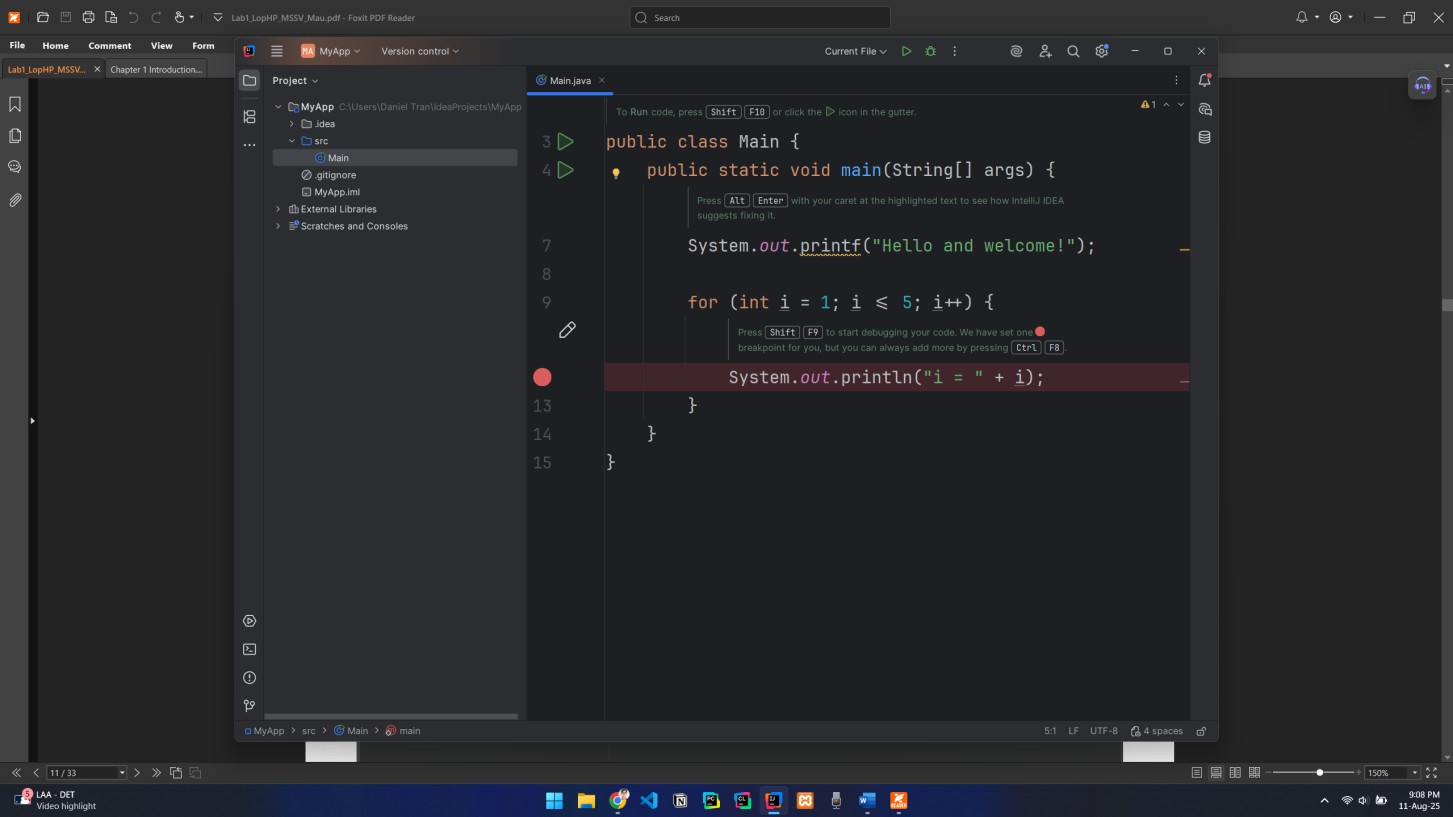 Lab1_LopHP_MSSV_Mau.pdf - Foxit PDF Reader
Search
File Home Comment View Form
Lab1_LopHP_MSSV... Chapter 1 Introduction...
MA MyApp Version control Current File
Project
Main.java
MyApp C:\Users\Daniel Tran\IdeaProjects\MyApp
.idea
src
Main
.gitignore
MyApp.iml
External Libraries
Scratches and Consoles
To Run code, press Shift F10 or click the icon in the gutter.
1
3 public class Main {
4 public static void main(String[] args) {
Press Alt Enter with your caret at the highlighted text to see how IntelliJ IDEA
suggests fixing it.
7 System.out.printf("Hello and welcome!");
8
9 for (int i = 1; i <= 5; i++) {
Press Shift F9 to start debugging your code. We have set one
breakpoint for you, but you can always add more by pressing Ctrl F8.
System.out.println("i = " + i);
13 }
14 }
15 }
MyApp > src > Main > main
5:1 LF UTF-8 4 spaces
11 / 33
150%
5
LAA - DET
Video highlight
9:08 PM
11-Aug-25